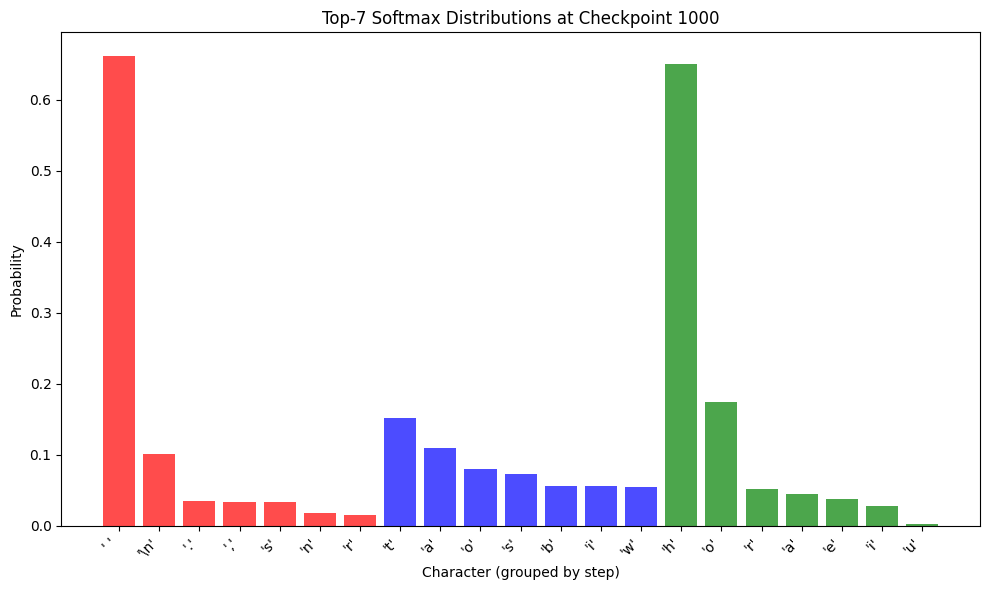 Top-7 Softmax Distributions at Checkpoint 1000
Probability
0.6
0.5
0.4
0.3
0.2
0.1
0.0
' ' '\n' '.' ',' 's' 'n' 'r' 't' 'a' 'o' 's' 'b' 'i' 'w' 'h' 'o' 'r' 'a' 'e' 'i' 'u'
Character (grouped by step)